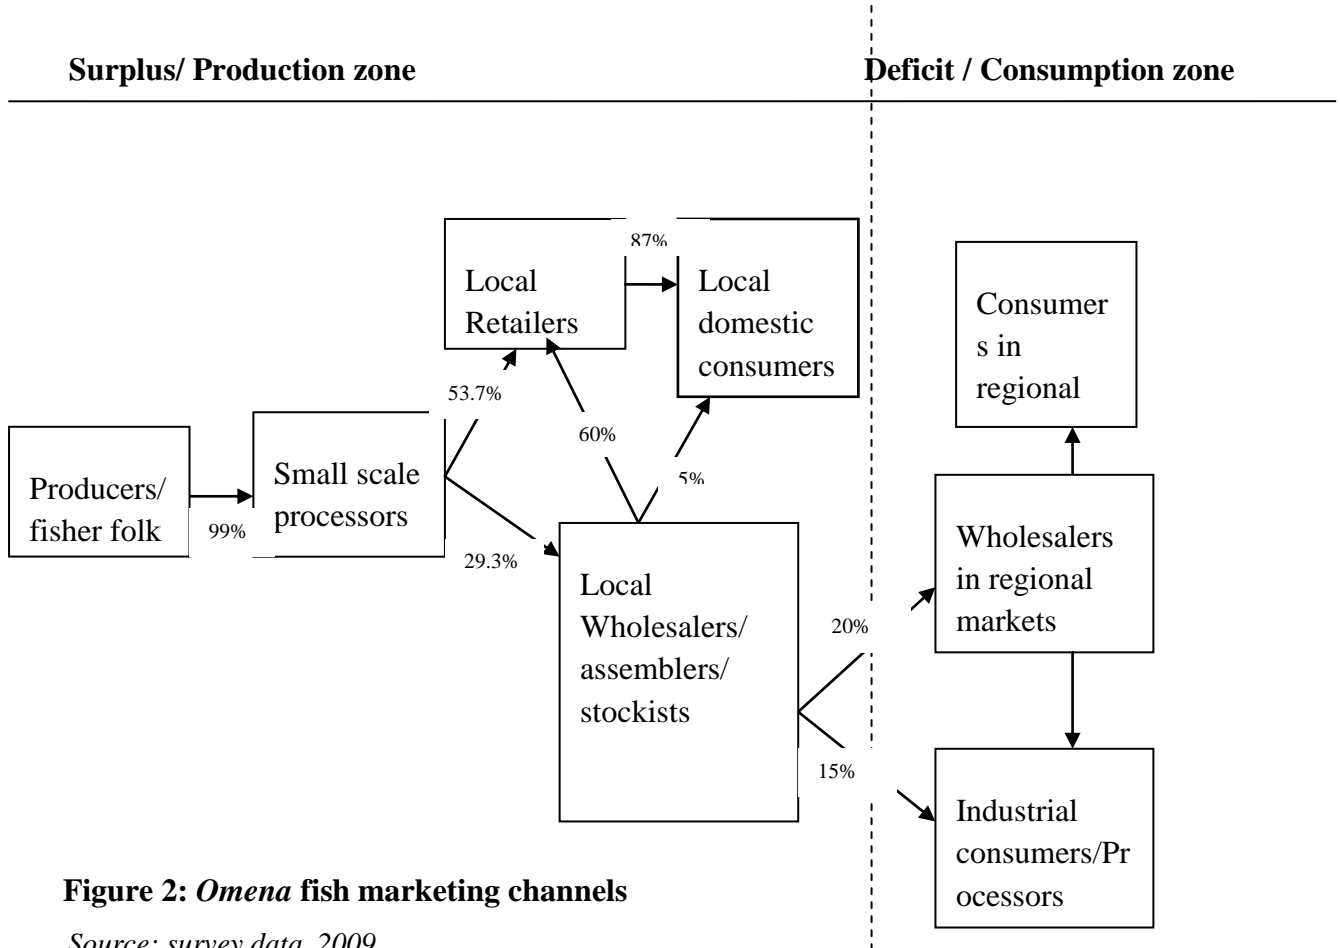 Surplus/ Production zone
Deficit / Consumption zone
87%
Local
Retailers
Local
domestic
consumers
Consumer
s in
regional
53.7%
60%
5%
Producers/
fisher folk
99%
Small scale
processors
29.3%
Local
Wholesalers/
assemblers/
stockists
Wholesalers
in regional
markets
20%
15%
Industrial
consumers/Pr
ocessors
Figure 2: Omena fish marketing channels
Source: survey data, 2009